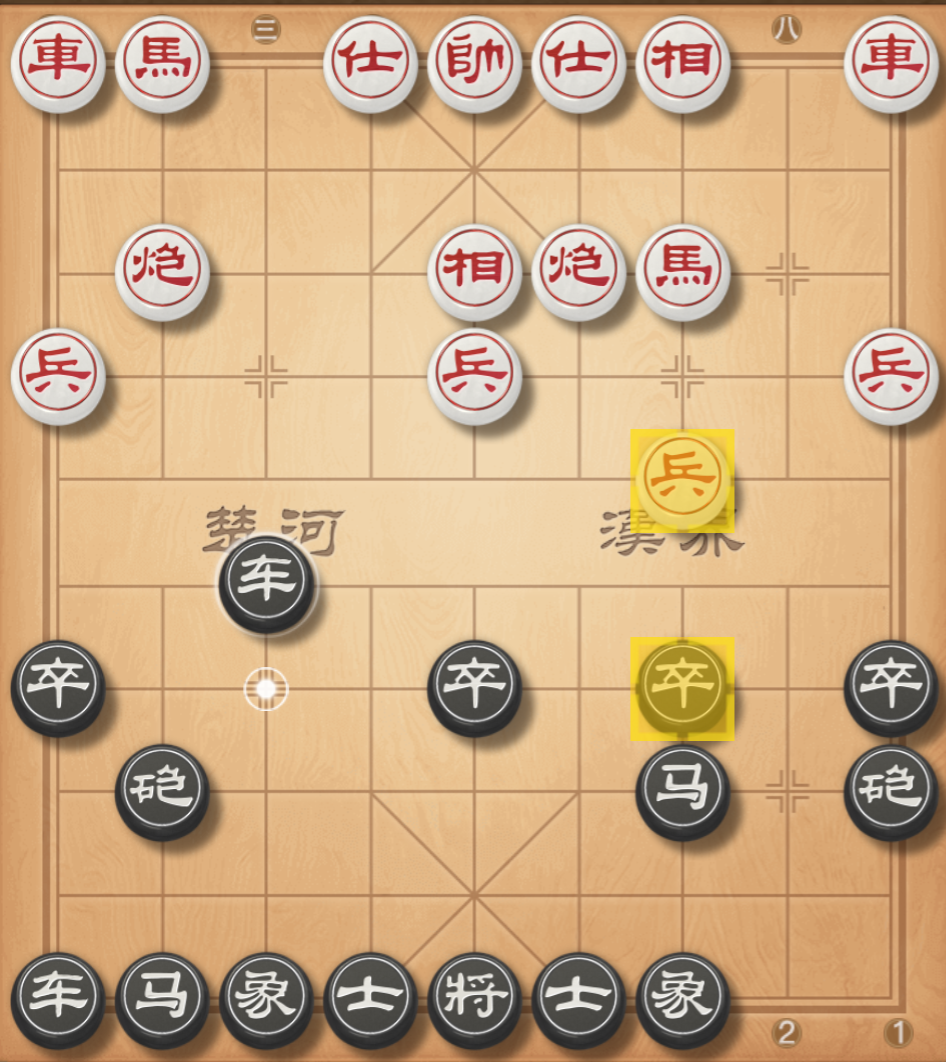 三 八
車 馬 仕 帥 仕 相 車
炮 相 炮 馬
兵 兵 兵
兵
楚 河 漢 界
车
卒 卒 卒 卒
砲 马 砲
车 马 象 士 将 士 象
2 1